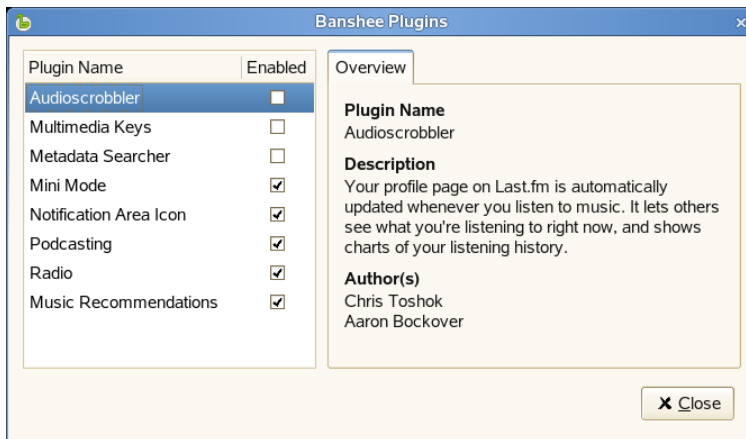 Banshee Plugins
Plugin Name Enabled
Audioscrobbler
Multimedia Keys
Metadata Searcher
Mini Mode
Notification Area Icon
Podcasting
Radio
Music Recommendations
Overview
Plugin Name
Audioscrobbler
Description
Your profile page on Last.fm is automatically
updated whenever you listen to music. It lets others
see what you're listening to right now, and shows
charts of your listening history.
Author(s)
Chris Toshok
Aaron Bockover
Close